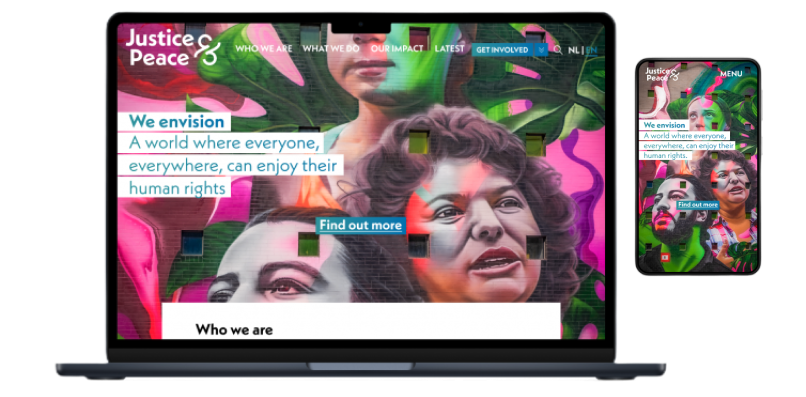 Justice &
Peace
WHO WE ARE WHAT WE DO OUR IMPACT LATEST GET INVOLVED NL | EN
We envision
A world where everyone,
everywhere, can enjoy their
human rights
Find out more
Who we are
Justice &
Peace
MENU
We envision
A world where everyone,
everywhere, can enjoy their
human rights.
Find out more